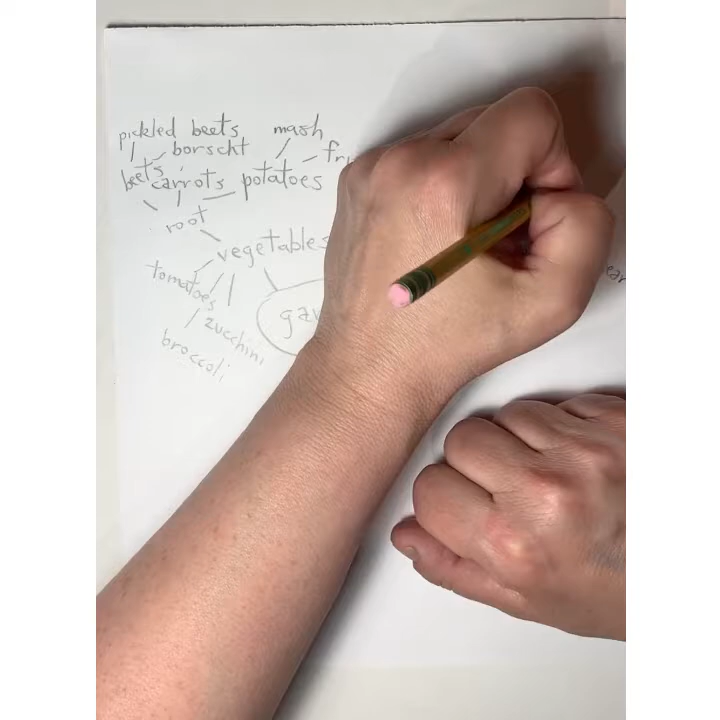 pickled beets
mash
borscht
beets
carrots
potatoes
root
vegetables
tomatoes
zucchini
broccoli